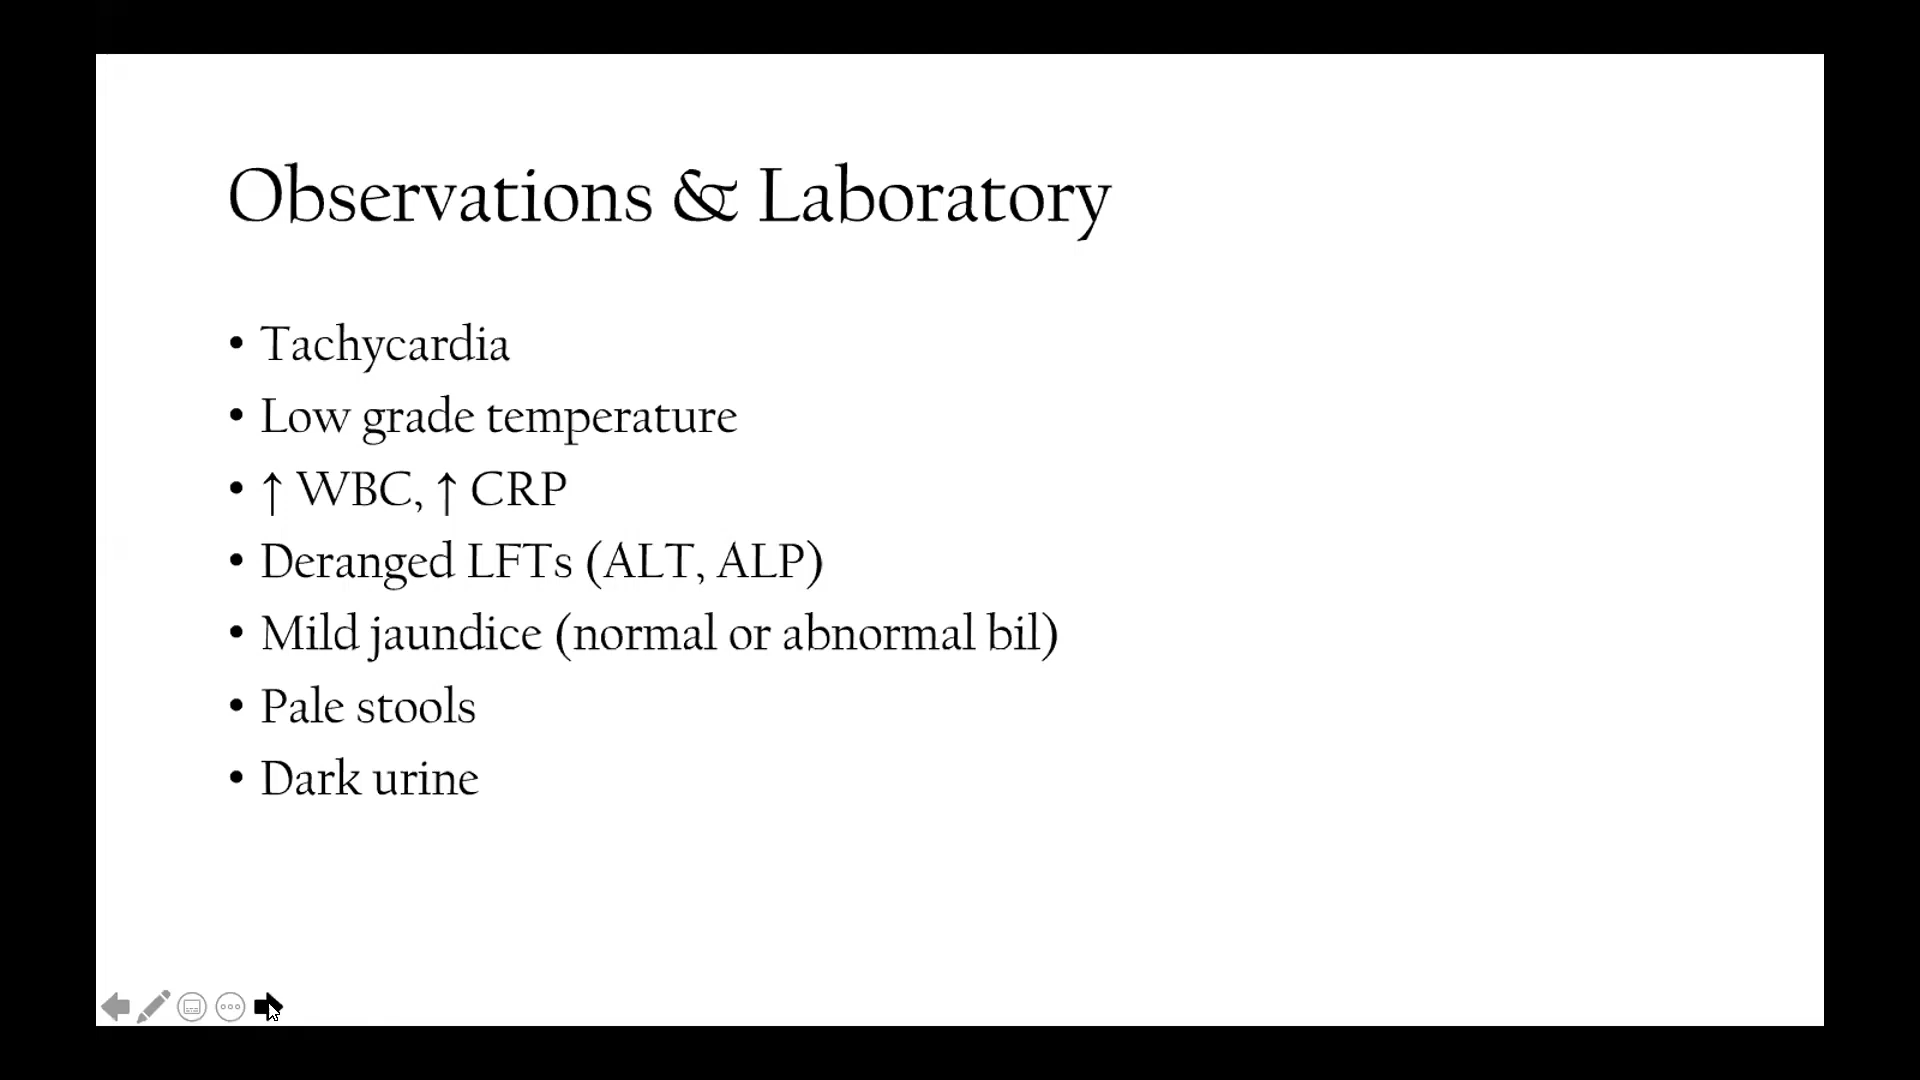 Observations & Laboratory
• Tachycardia
• Low grade temperature
• ↑ WBC, ↑ CRP
• Deranged LFTs (ALT, ALP)
• Mild jaundice (normal or abnormal bil)
• Pale stools
• Dark urine